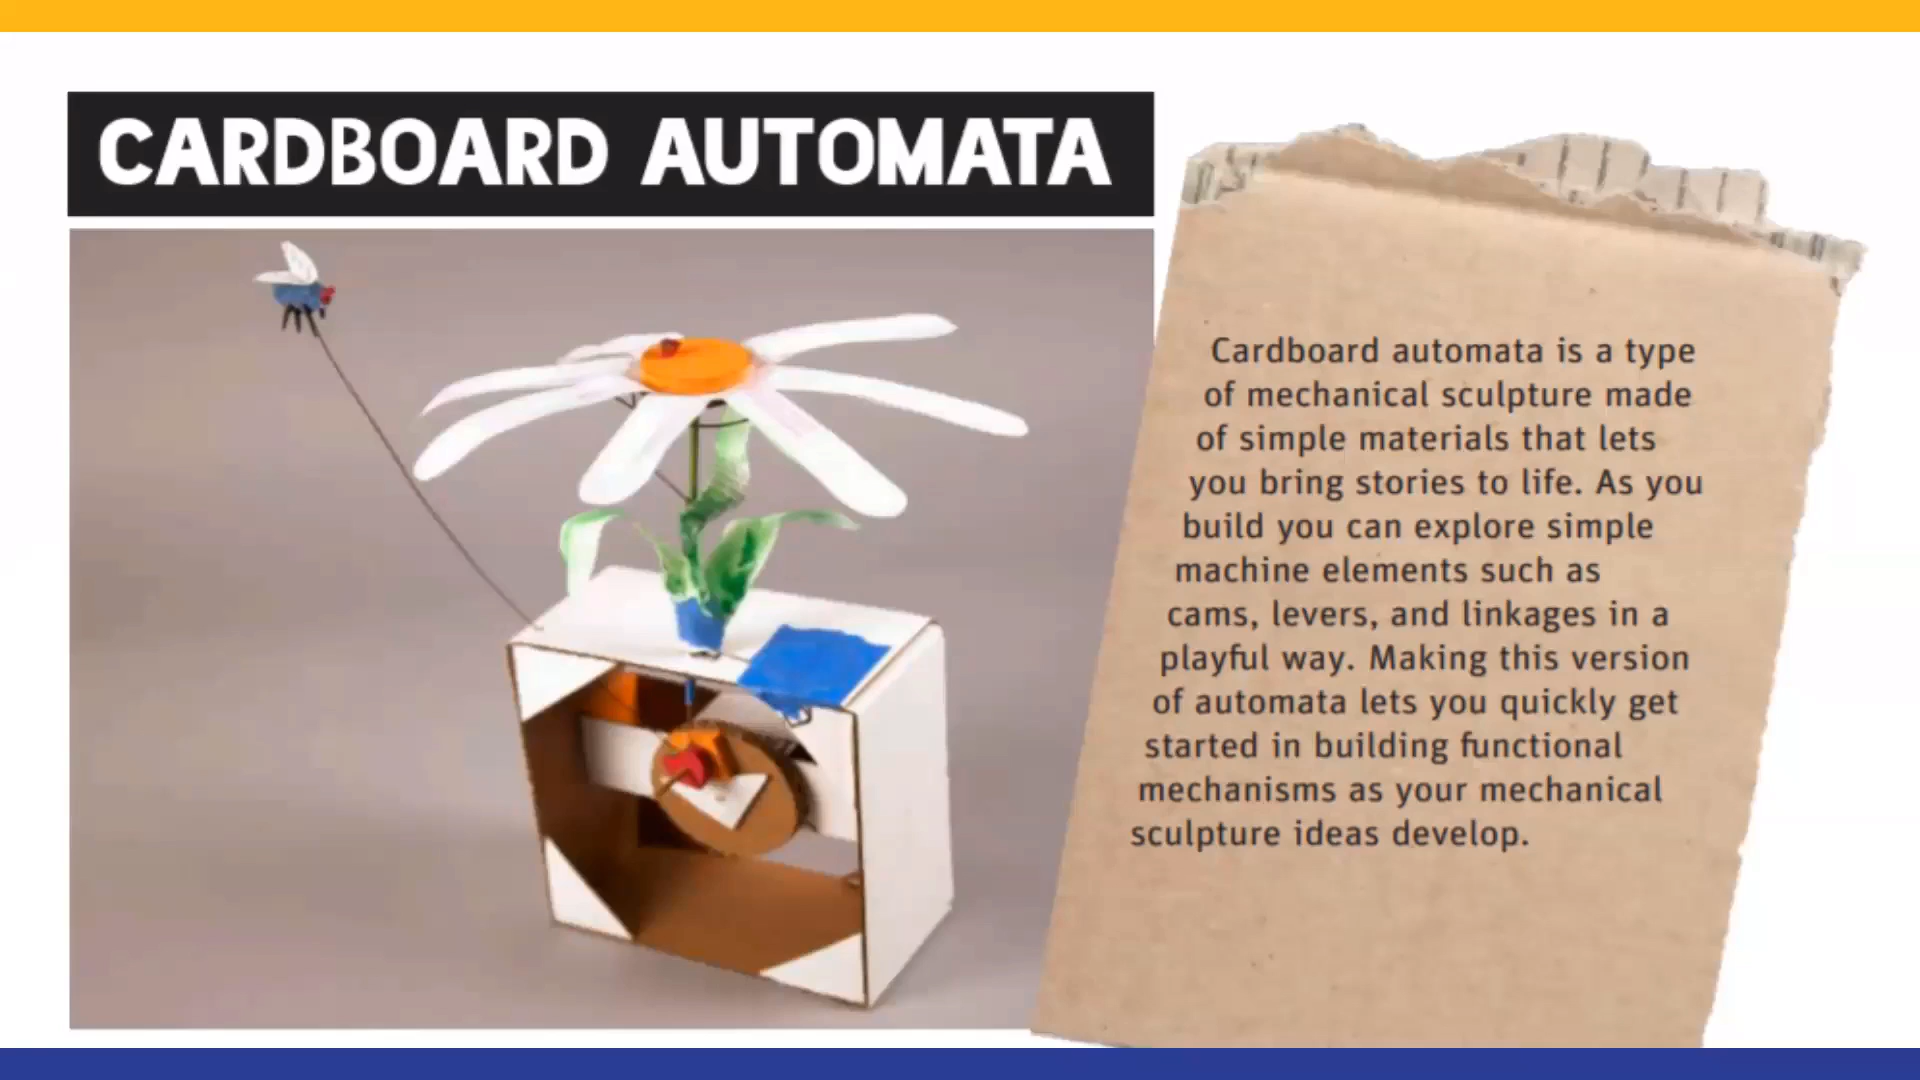 CARDBOARD AUTOMATA
Cardboard automata is a type
of mechanical sculpture made
of simple materials that lets
you bring stories to life. As you
build you can explore simple
machine elements such as
cams, levers, and linkages in a
playful way. Making this version
of automata lets you quickly get
started in building functional
mechanisms as your mechanical
sculpture ideas develop.